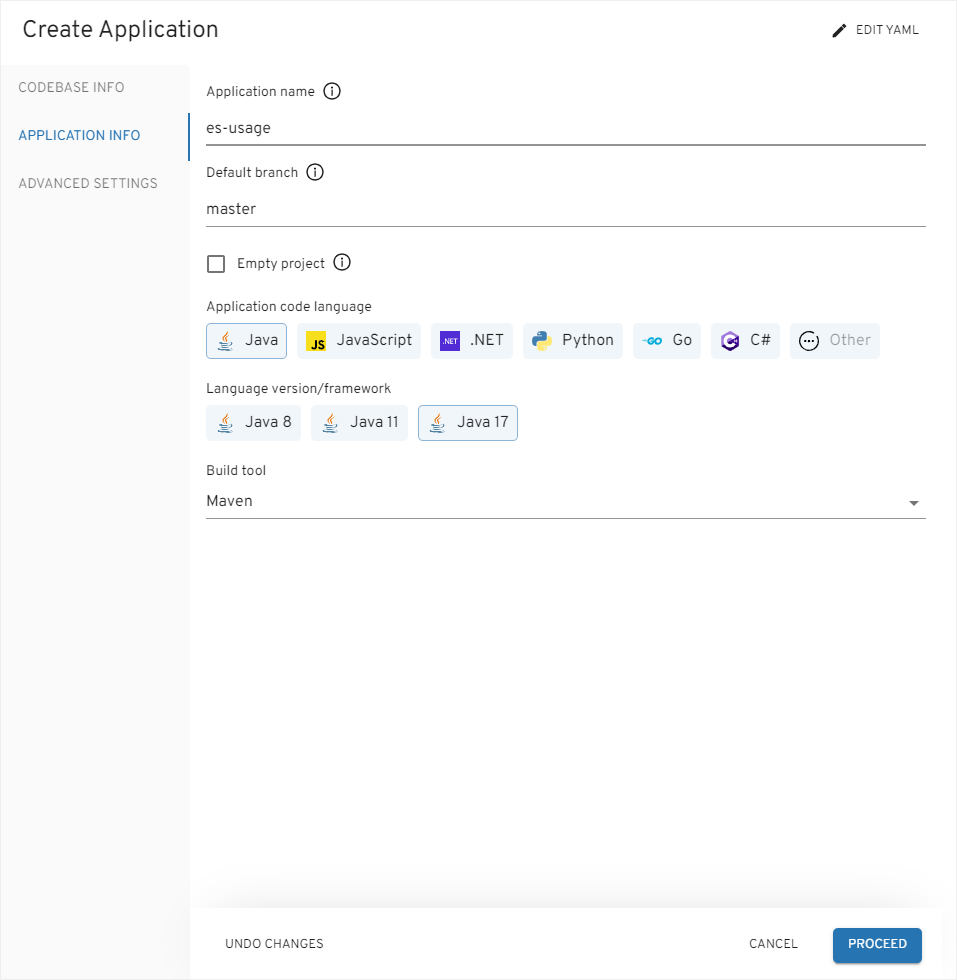 Create Application
EDIT YAML
CODEBASE INFO
APPLICATION INFO
ADVANCED SETTINGS
Application name
es-usage
Default branch
master
Empty project
Application code language
Java JS JavaScript .NET .NET Python GO Go C# Other
Language version/framework
Java 8 Java 11 Java 17
Build tool
Maven
UNDO CHANGES CANCEL PROCEED